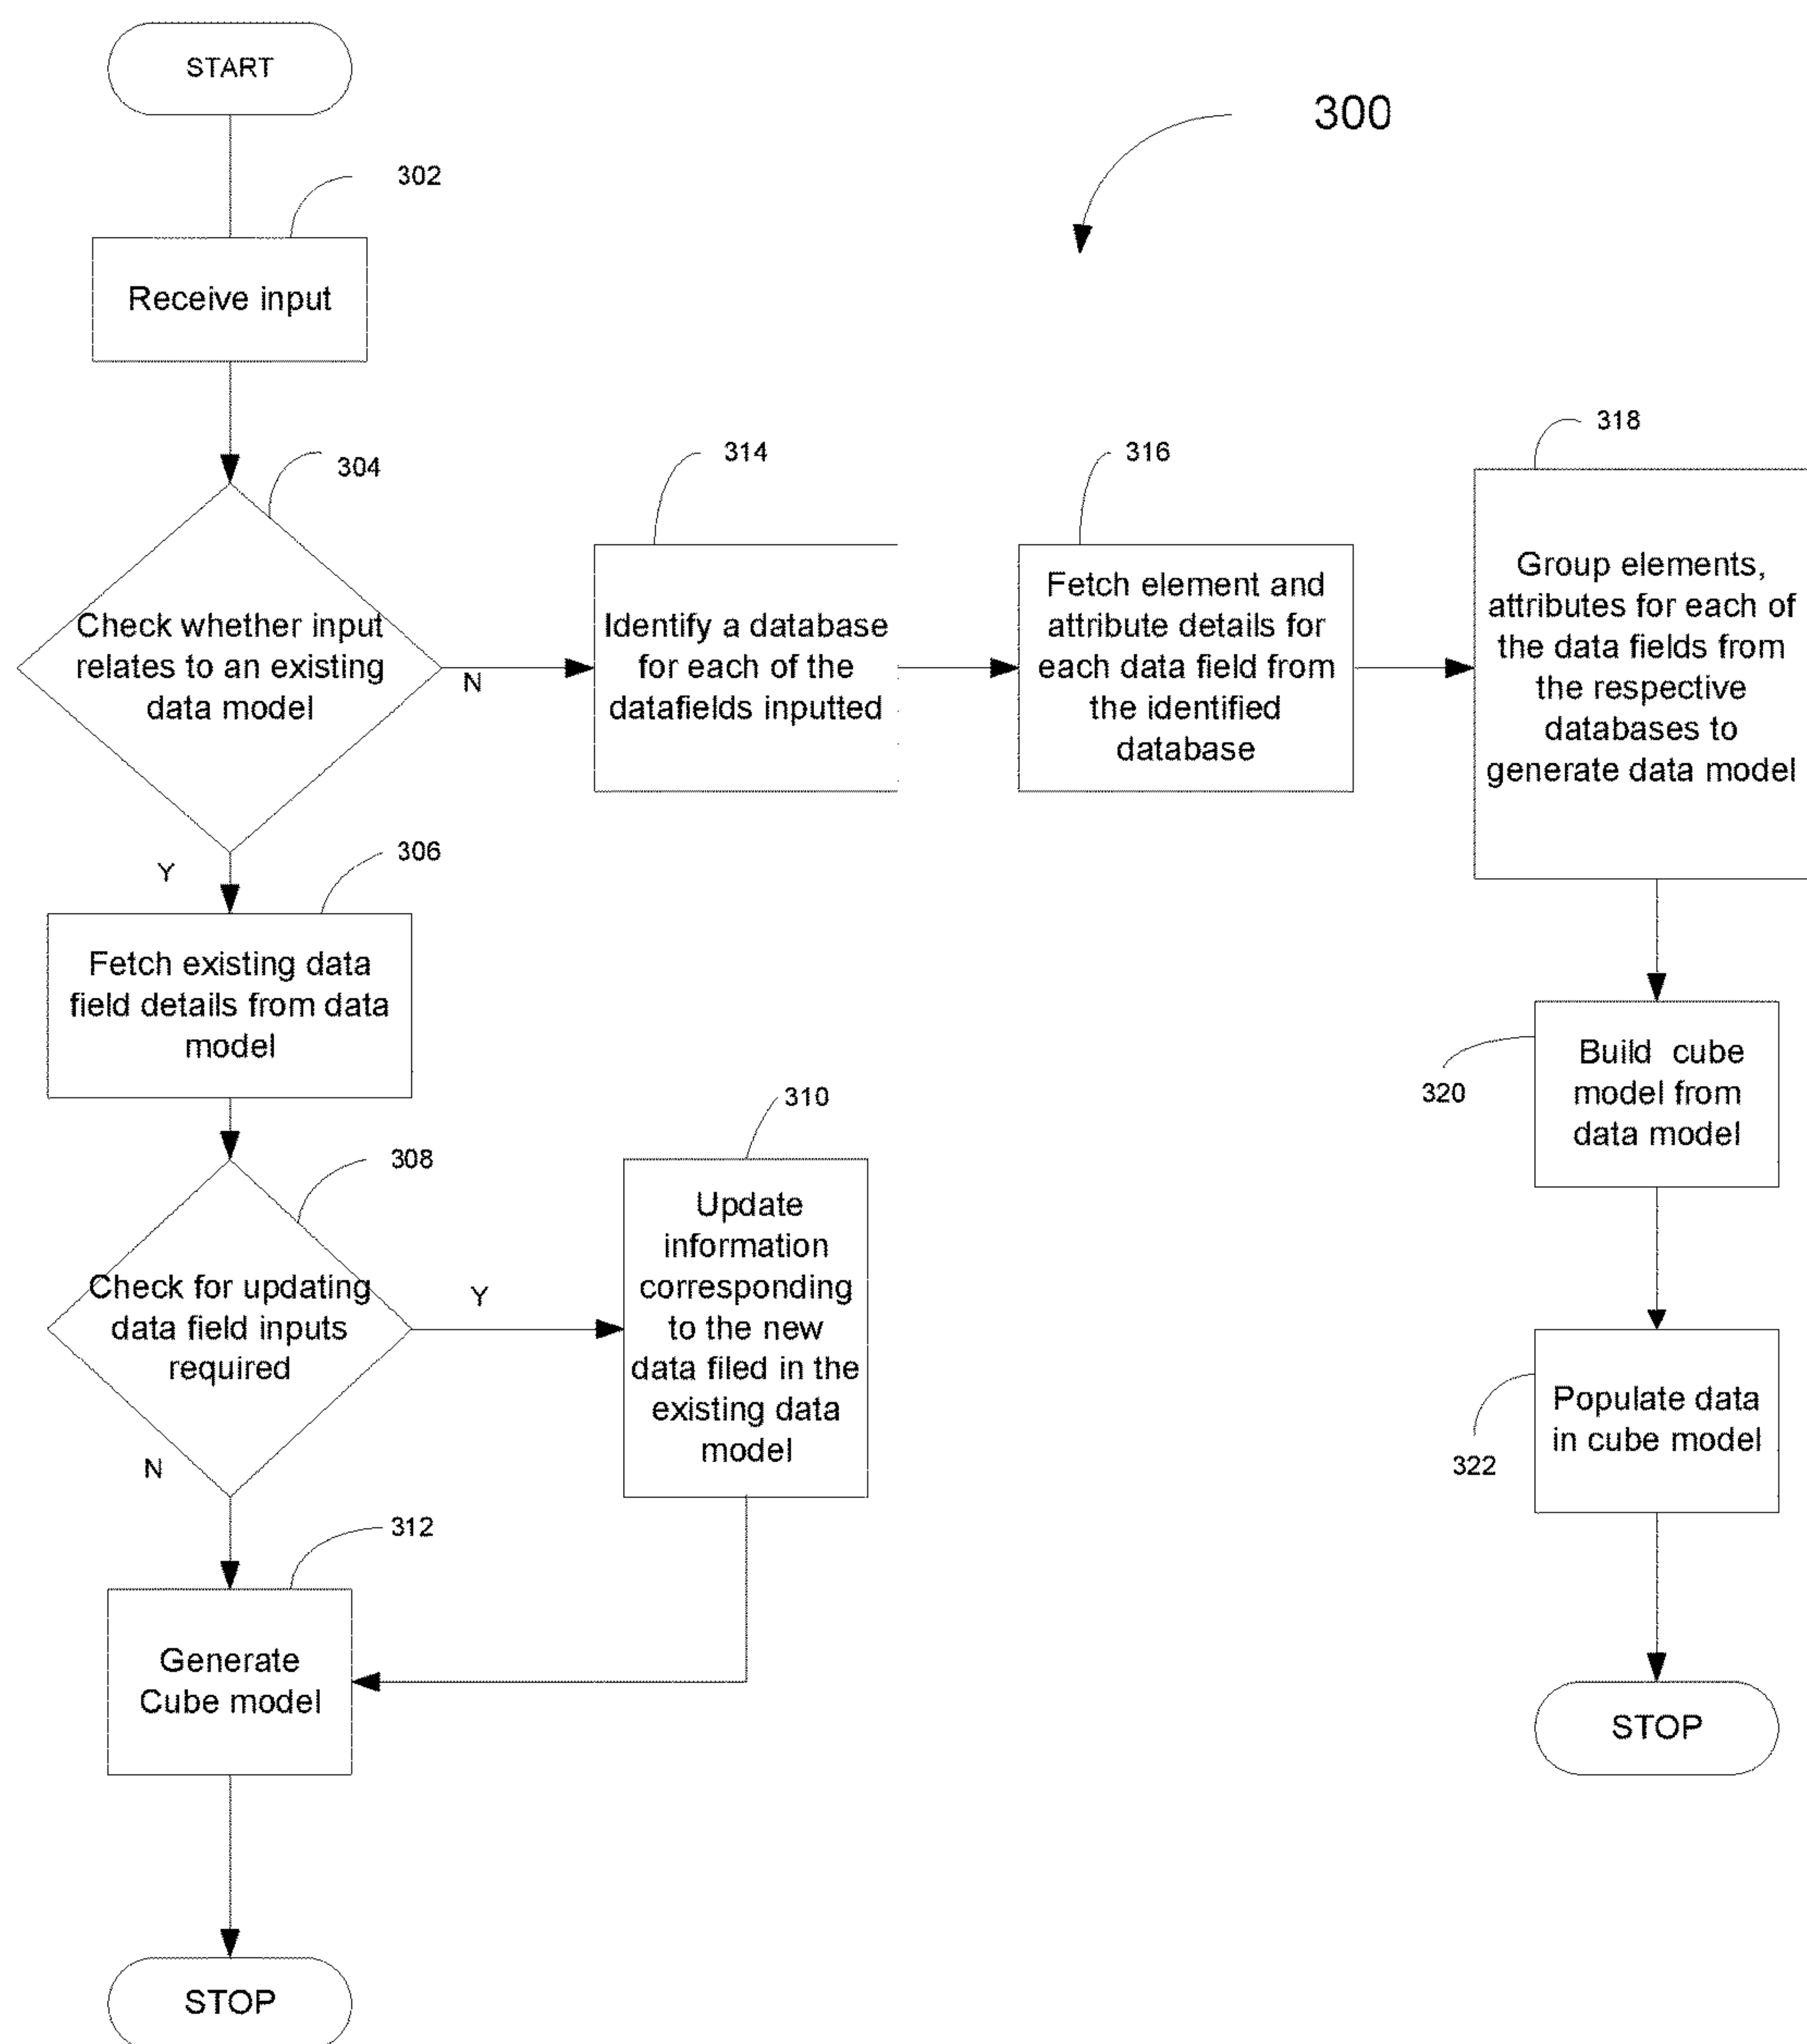 START
300
302
Receive input
304
Check whether input
relates to an existing
data model
N
Y
314
Identify a database
for each of the
datafields inputted
316
Fetch element and
attribute details for
each data field from
the identified
database
318
Group elements,
attributes for each of
the data fields from
the respective
databases to
generate data model
306
Fetch existing data
field details from data
model
308
Check for updating
data field inputs
required
Y
N
310
Update
information
corresponding
to the new
data filed in the
existing data
model
312
Generate
Cube model
STOP
320
Build cube
model from
data model
322
Populate data
in cube model
STOP